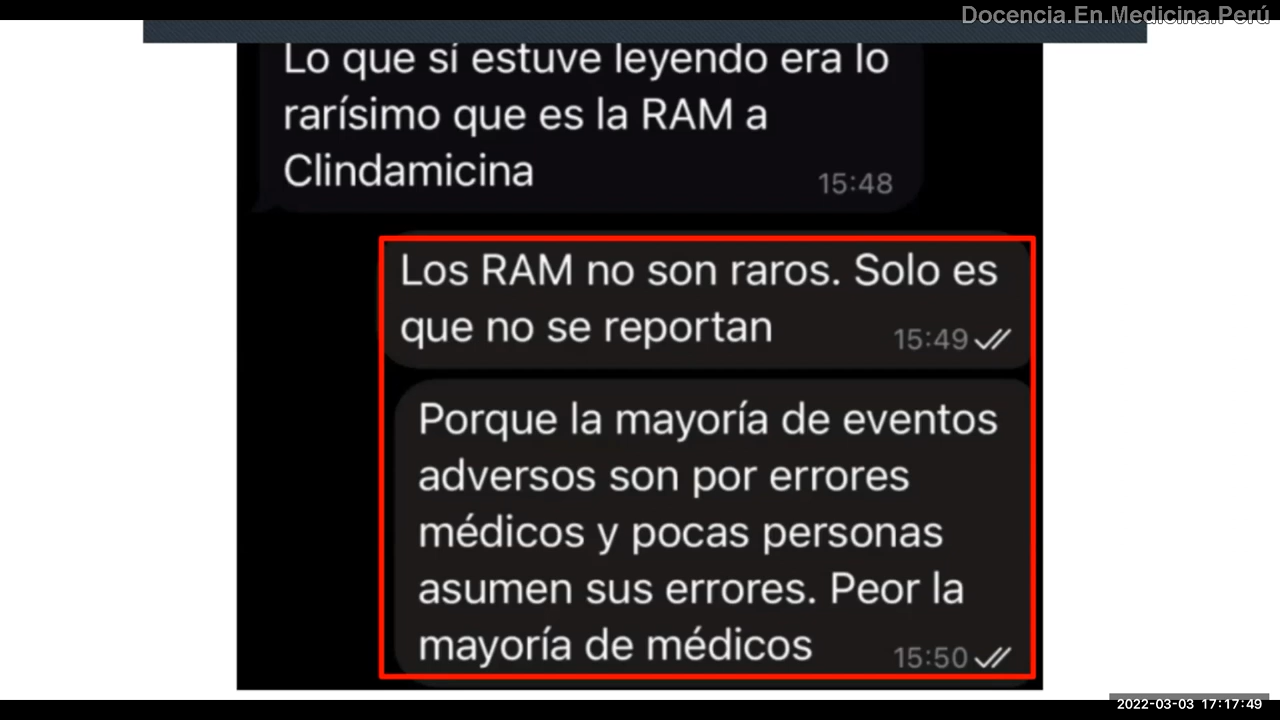 Docencia.En.Medicina.Perú
Lo que sí estuve leyendo era lo
rarísimo que es la RAM a
Clindamicina
15:48
Los RAM no son raros. Solo es
que no se reportan
15:49
Porque la mayoría de eventos
adversos son por errores
médicos y pocas personas
asumen sus errores. Peor la
mayoría de médicos
15:50
2022-03-03 17:17:49